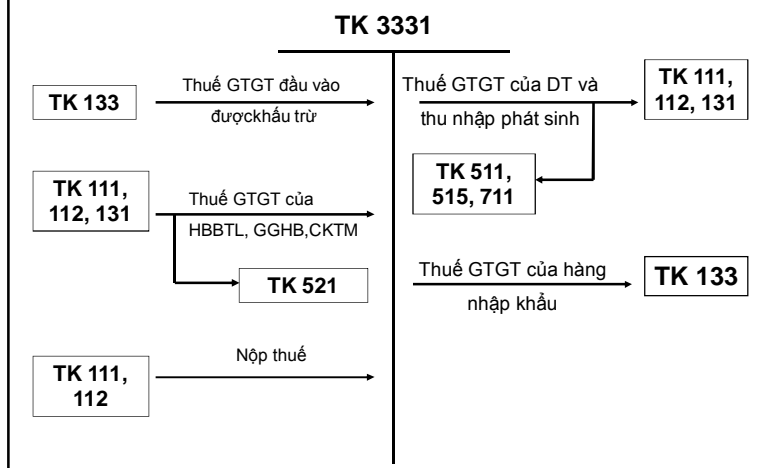 TK 3331
TK 133
Thuế GTGT đầu vào
đượckhấu trừ
Thuế GTGT của DT và
thu nhập phát sinh
TK 111,
112, 131
TK 511,
515, 711
TK 111,
112, 131
Thuế GTGT của
HBBTL, GGHB,CKTM
TK 521
Thuế GTGT của hàng
nhập khẩu
TK 133
Nộp thuế
TK 111,
112